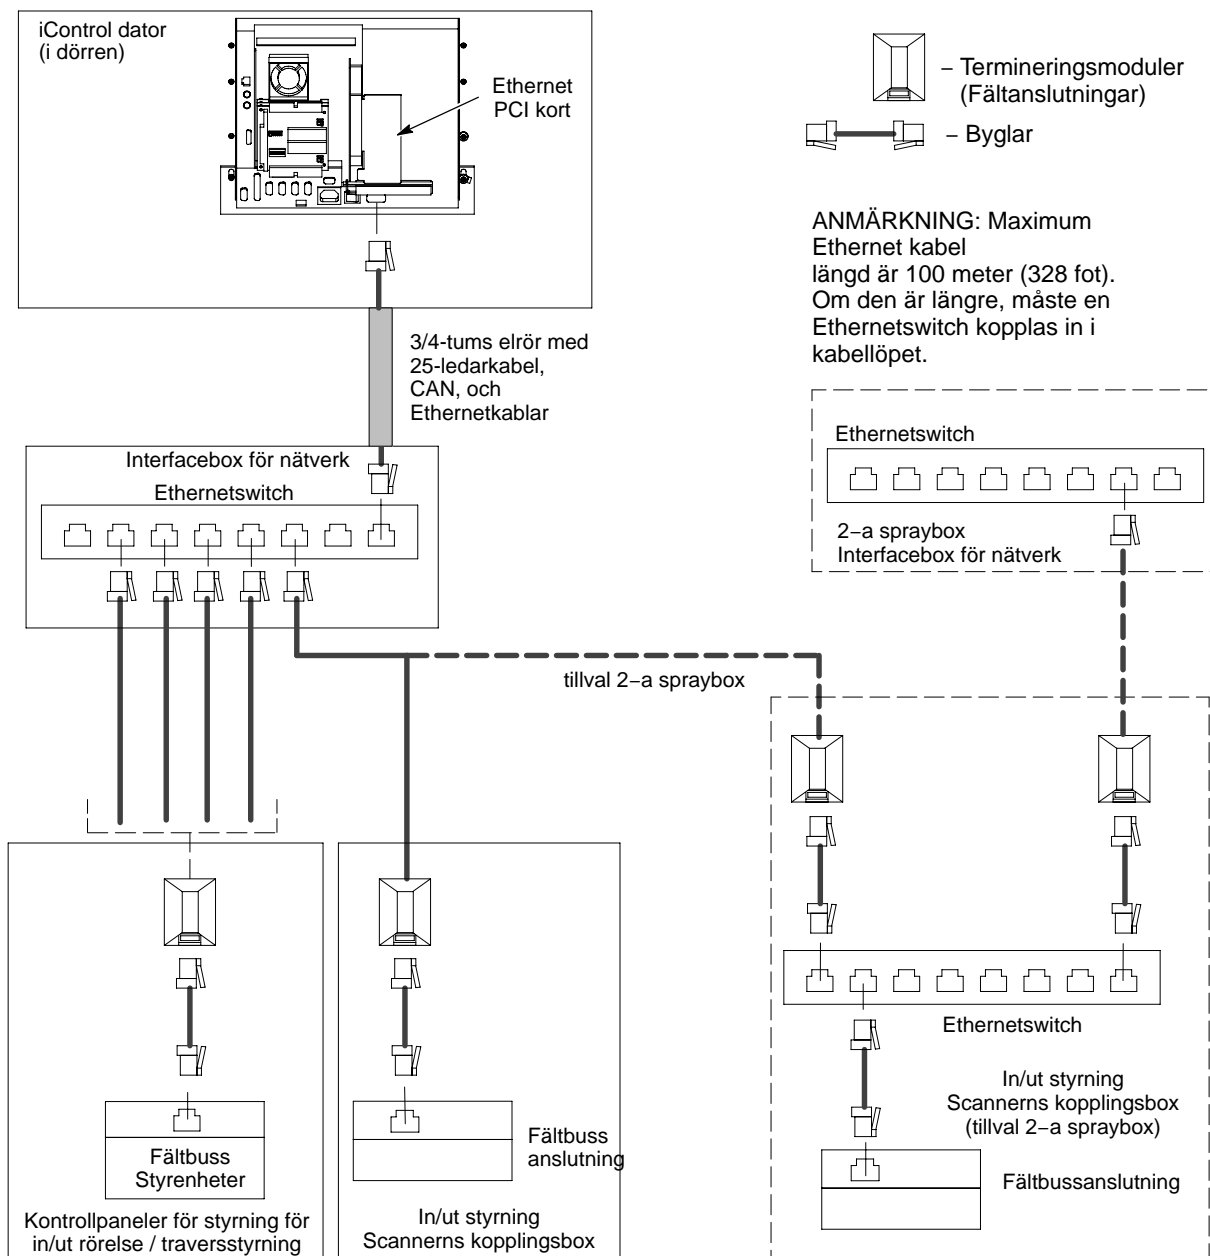 iControl dator
(i dörren)
Ethernet
PCI kort
– Termineringsmoduler
(Fältanslutningar)
– Byglar
ANMÄRKNING: Maximum
Ethernet kabel
längd är 100 meter (328 fot).
Om den är längre, måste en
Ethernetswitch kopplas in i
kabellöpet.
3/4-tums elrör med
25-ledarkabel,
CAN, och
Ethernetkablar
Interfacebox för nätverk
Ethernetswitch
Ethernetswitch
2–a spraybox
Interfacebox för nätverk
tillval 2–a spraybox
Ethernetswitch
In/ut styrning
Scannerns kopplingsbox
(tillval 2–a spraybox)
Fältbussanslutning
Fältbuss
Styrenheter
Kontrollpaneler för styrning för
in/ut rörelse / traversstyrning
Fältbuss
anslutning
In/ut styrning
Scannerns kopplingsbox